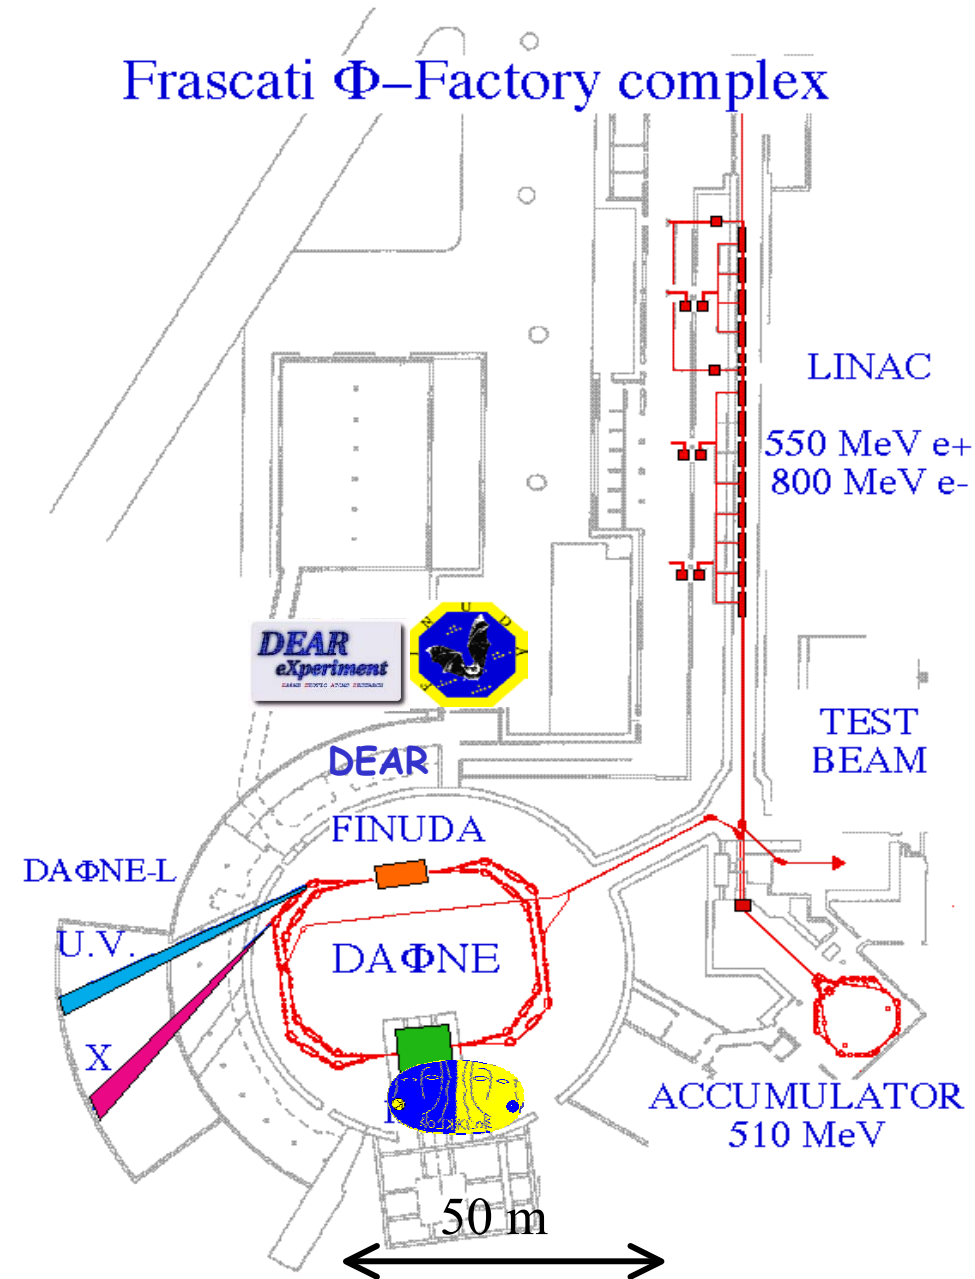 Frascati Φ–Factory complex
LINAC
550 MeV e+
800 MeV e-
DEAR
eXperiment
F I N U D A
TEST
BEAM
DEAR
FINUDA
DAΦNE-L
U.V.
DAΦNE
X
ACCUMULATOR
510 MeV
50 m